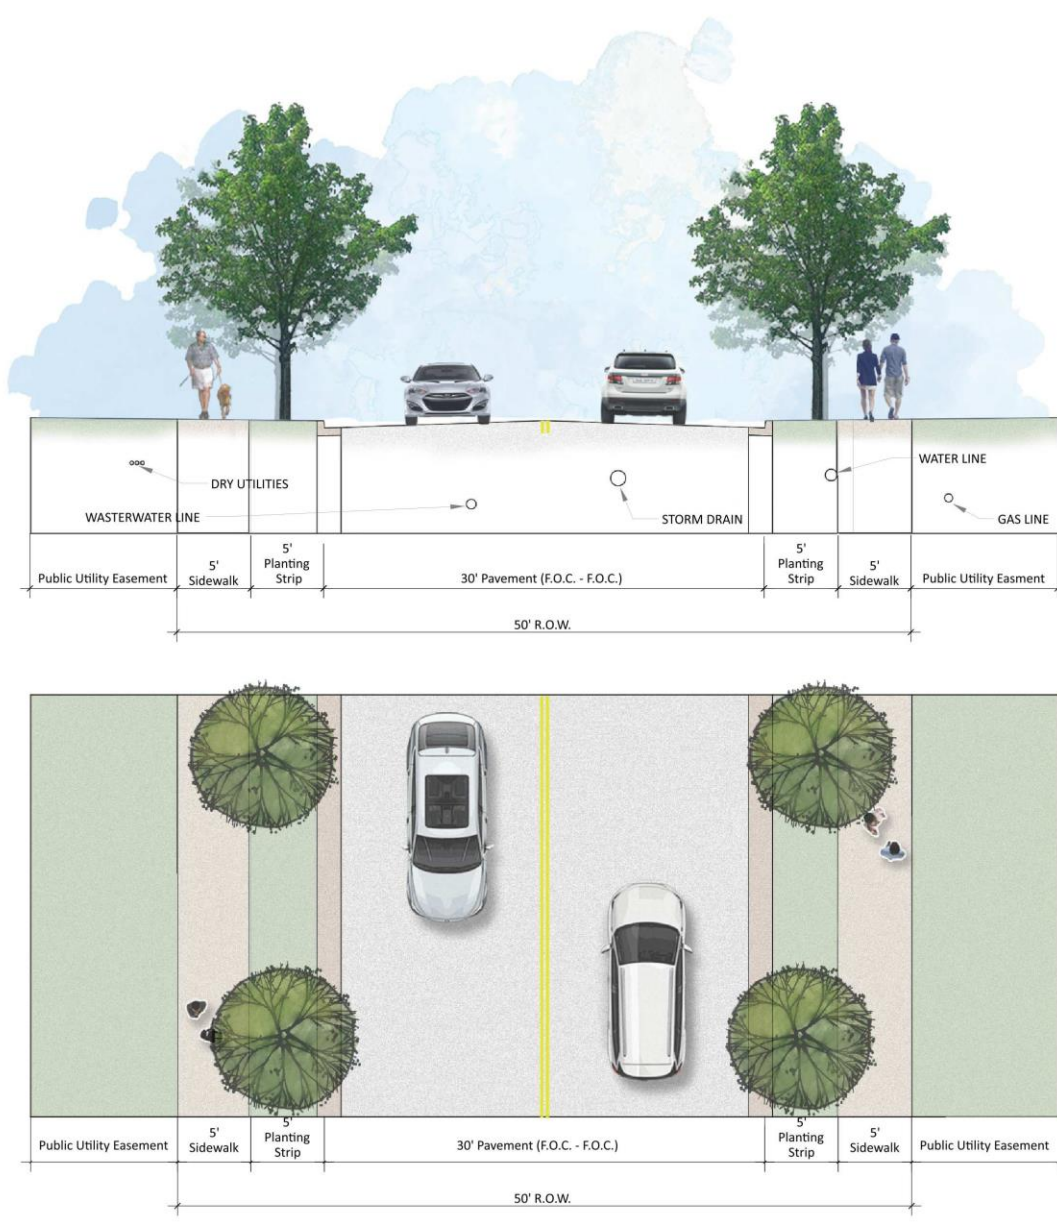 WATER LINE
DRY UTILITIES
WASTERWATER LINE
STORM DRAIN
GAS LINE
Public Utility Easement
5'
Sidewalk
5'
Planting
Strip
30' Pavement (F.O.C. - F.O.C.)
5'
Planting
Strip
5'
Sidewalk
Public Utility Easment
50' R.O.W.
Public Utility Easement
5'
Sidewalk
5'
Planting
Strip
30' Pavement (F.O.C. - F.O.C.)
5'
Planting
Strip
5'
Sidewalk
Public Utility Easment
50' R.O.W.